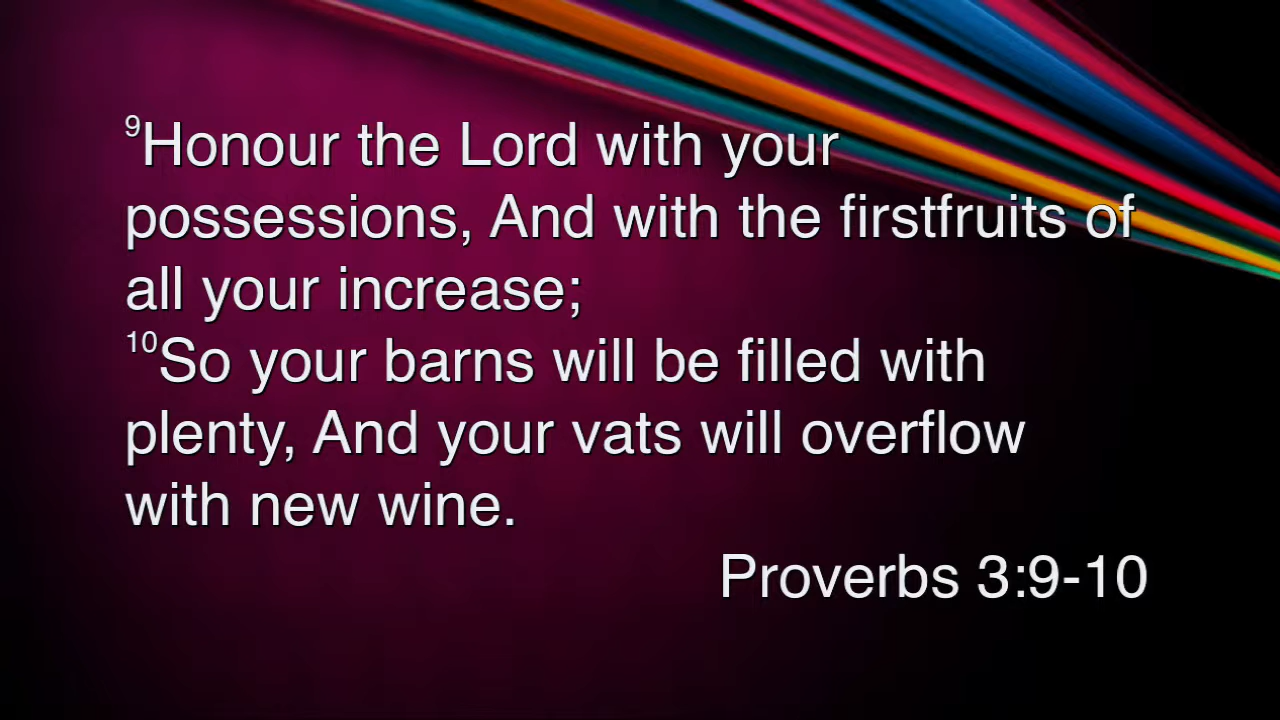 ⁹Honour the Lord with your
possessions, And with the firstfruits of
all your increase;
¹⁰So your barns will be filled with
plenty, And your vats will overflow
with new wine.
Proverbs 3:9-10